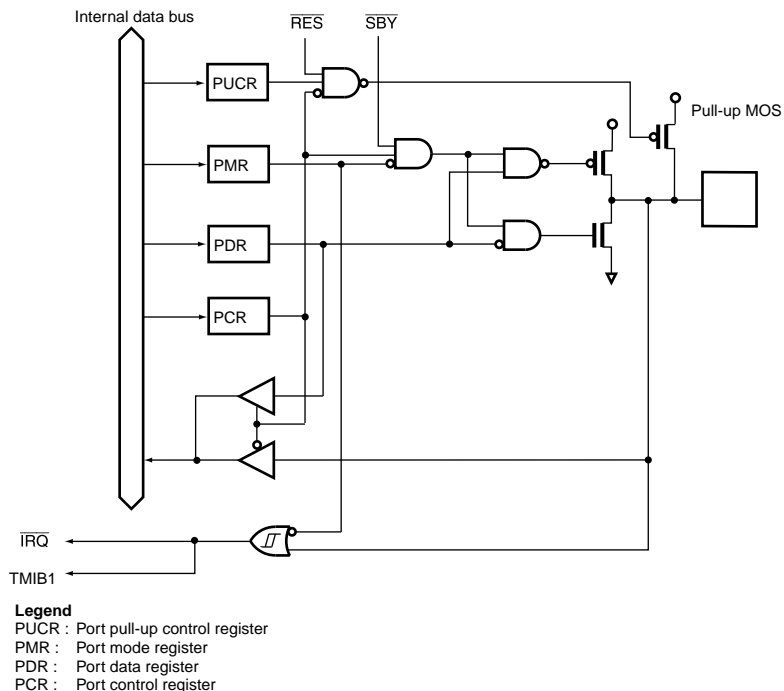 Internal data bus
RES
SBY
PUCR
Pull-up MOS
PMR
PDR
PCR
IRQ
TMIB1
Legend
PUCR : Port pull-up control register
PMR : Port mode register
PDR : Port data register
PCR : Port control register